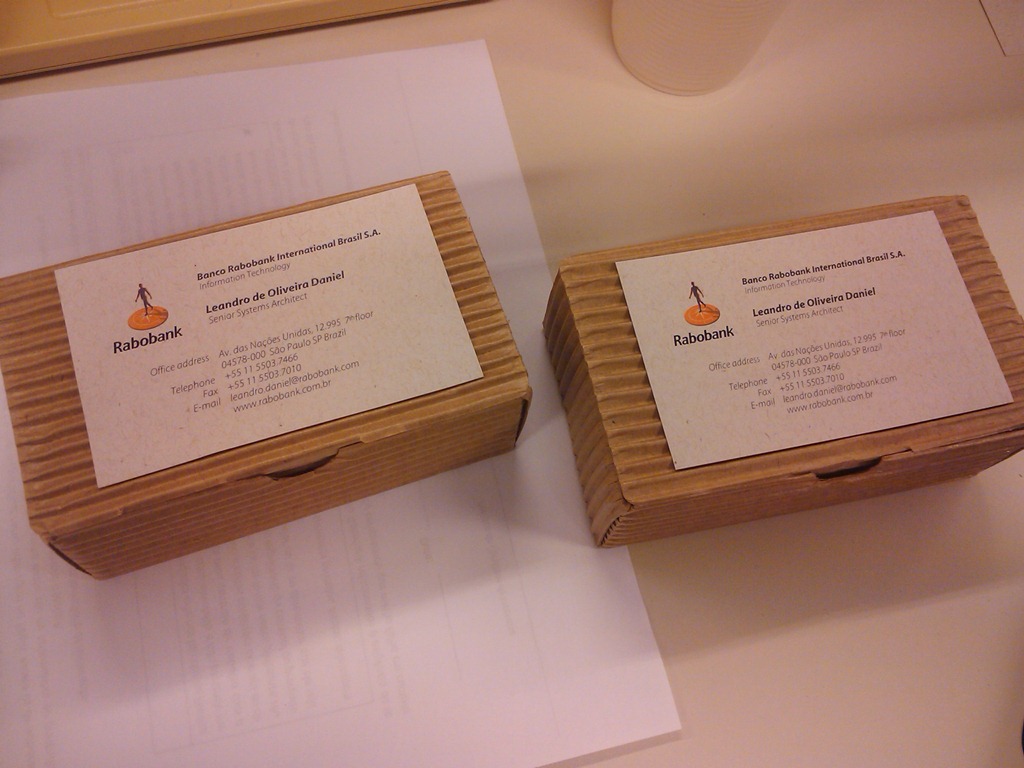 Banco Rabobank International Brasil S.A.
Information Technology
Leandro de Oliveira Daniel
Senior Systems Architect
Rabobank
Office address Av. das Nações Unidas, 12.995 7th floor
04578-000 São Paulo SP Brazil
Telephone +55 11 5503.7466
Fax +55 11 5503.7010
E-mail leandro.daniel@rabobank.com
www.rabobank.com.br
Banco Rabobank International Brasil S.A.
Information Technology
Leandro de Oliveira Daniel
Senior Systems Architect
Rabobank
Office address Av. das Nações Unidas, 12.995 7th floor
04578-000 São Paulo SP Brazil
Telephone +55 11 5503.7466
Fax +55 11 5503.7010
E-mail leandro.daniel@rabobank.com
www.rabobank.com.br